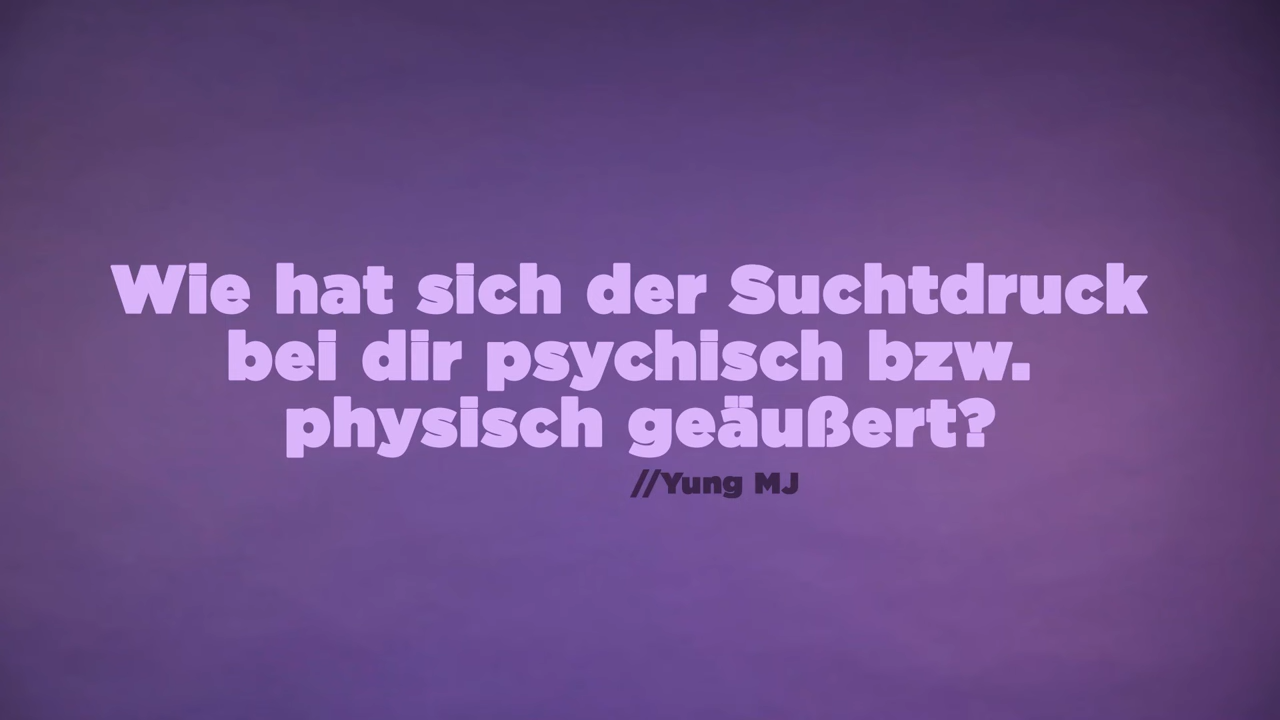 Wie hat sich der Suchtdruck
bei dir psychisch bzw.
physisch geäußert?
//Yung MJ